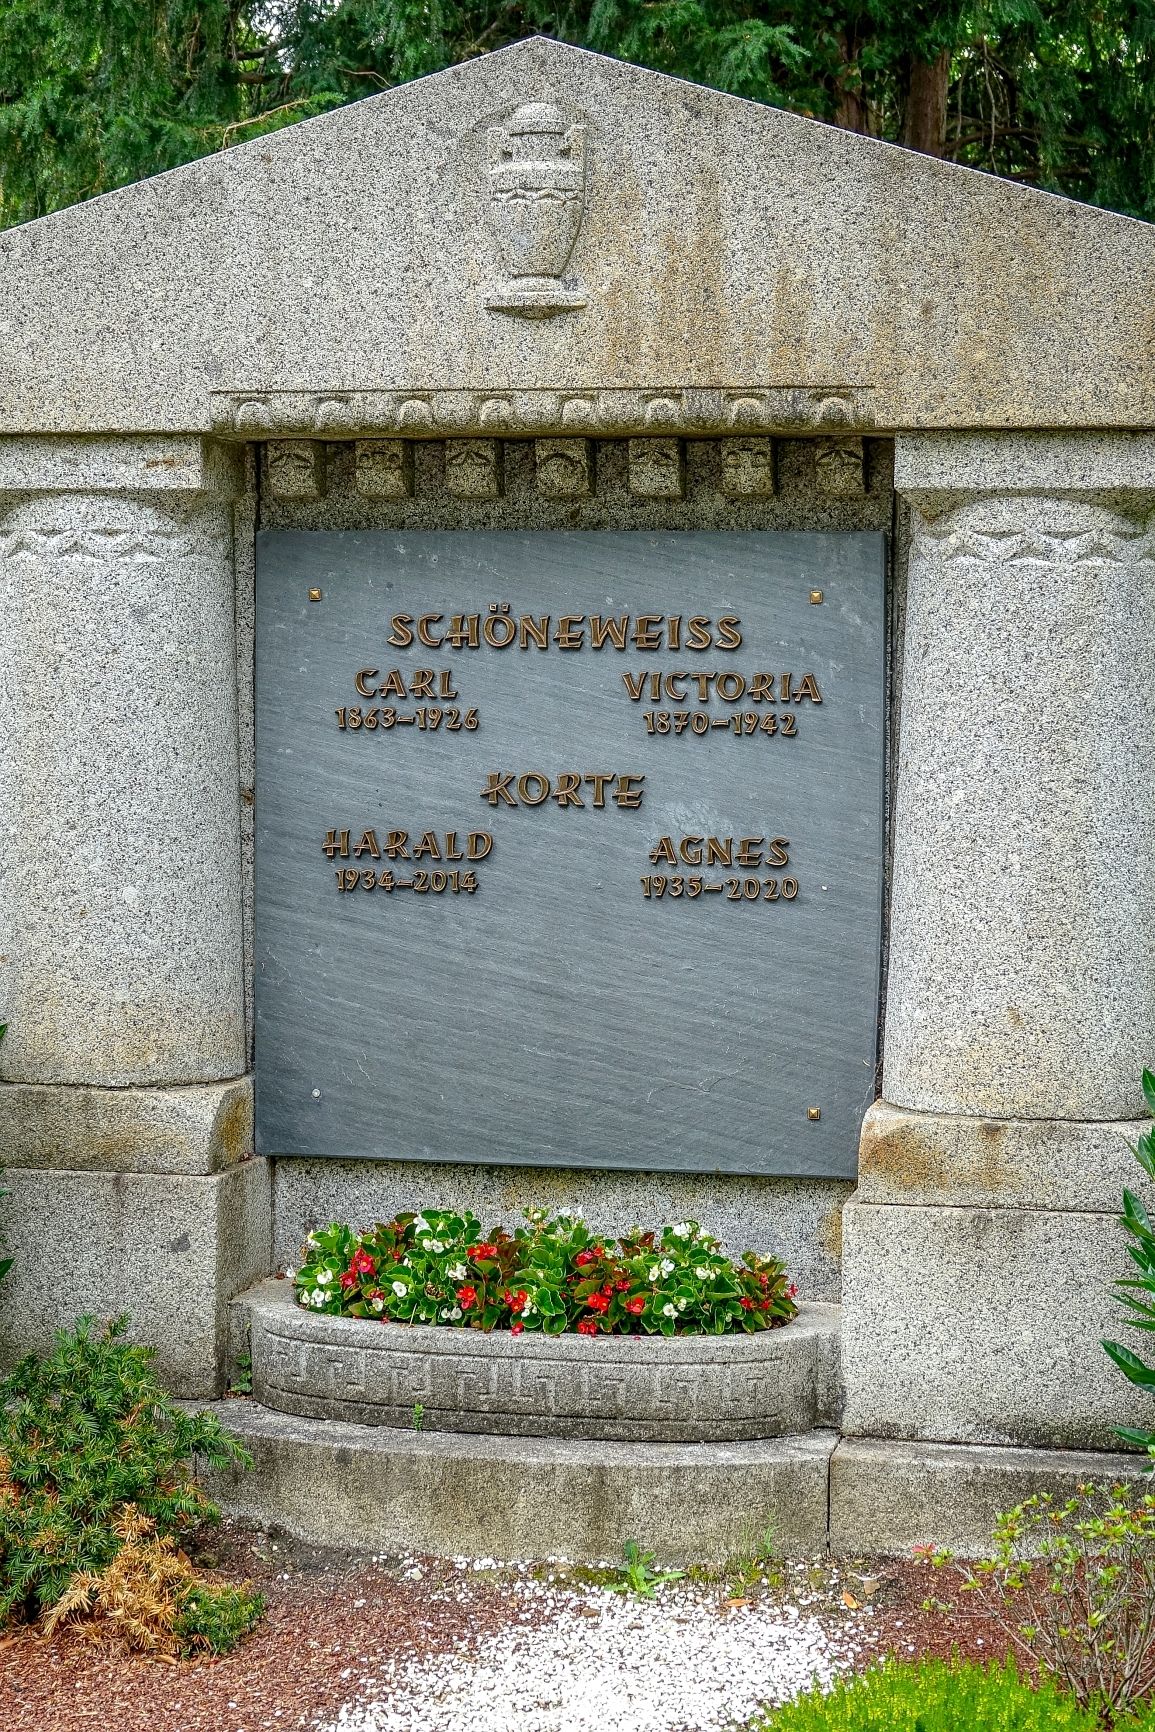 SCHÖNEWEISS
CARL VICTORIA
1863–1926 1870–1942
KORTE
HARALD AGNES
1934–2014 1935–2020